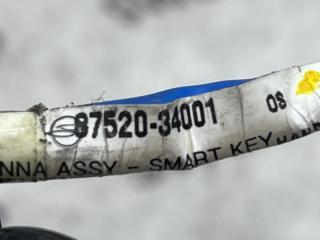 87520-34001 OS
NNA ASSY - SMART KEY